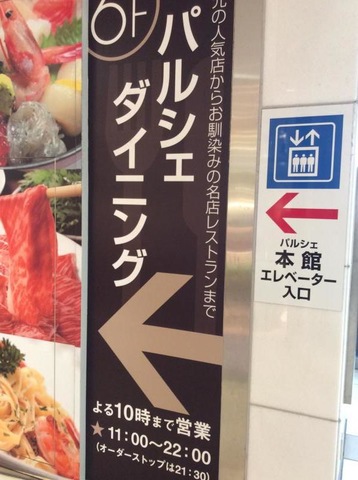 6F
パルシェ
ダイニング
元の人気店からお馴染みの名店レストランまで
よる10時まで営業
★ 11:00～22:00
(オーダーストップは21:30)
パルシェ
本館
エレベーター
入口